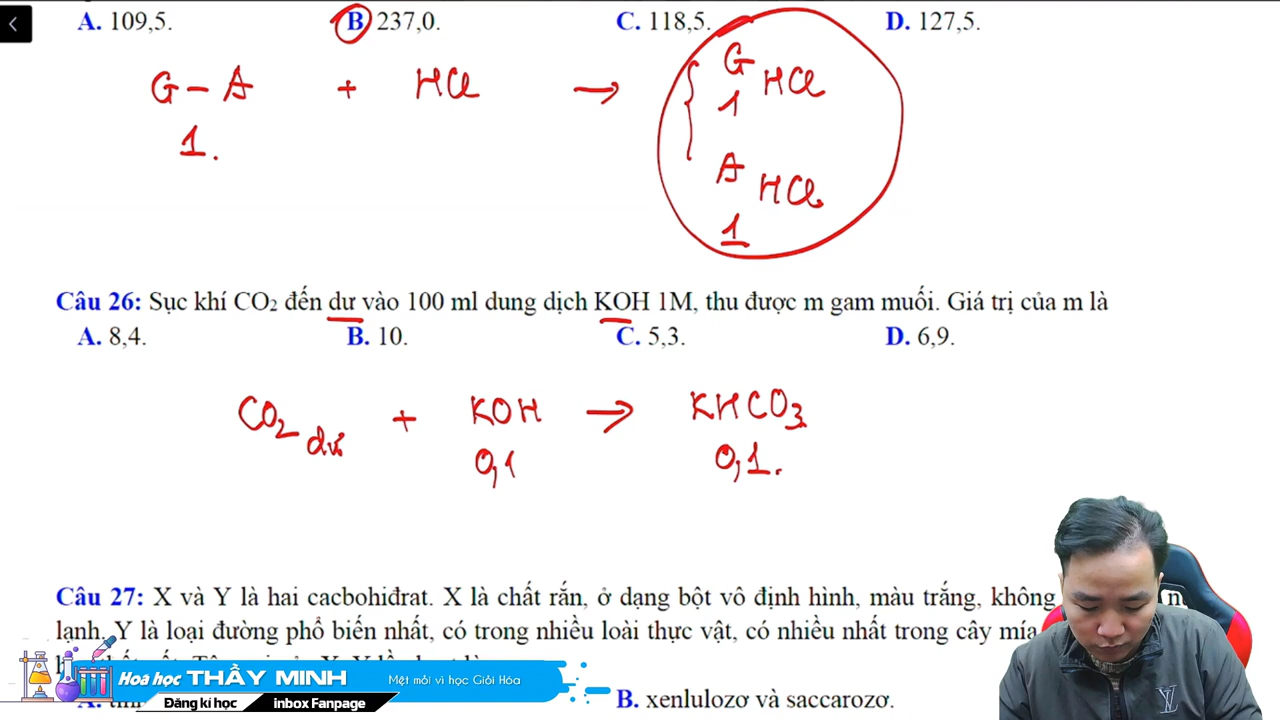 A. 109,5. B. 237,0. C. 118,5. D. 127,5.
G – A + HCl → { G HCl
1. 1
A HCl
1
Câu 26: Sục khí CO₂ đến dư vào 100 ml dung dịch KOH 1M, thu được m gam muối. Giá trị của m là
A. 8,4. B. 10. C. 5,3. D. 6,9.
CO₂ dư + KOH → KHCO₃
0,1 0,1.
Câu 27: X và Y là hai cacbohiđrat. X là chất rắn, ở dạng bột vô định hình, màu trắng, không
lạnh. Y là loại đường phổ biến nhất, có trong nhiều loài thực vật, có nhiều nhất trong cây mía
B. xenlulozơ và saccarozơ.
Hoá học THẦY MINH
Mệt mỏi vì học Giỏi Hóa
Đăng kí học inbox Fanpage